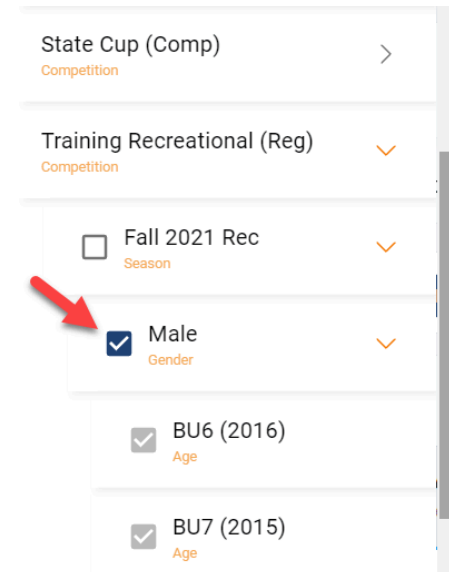 State Cup (Comp)
Competition
Training Recreational (Reg)
Competition
Fall 2021 Rec
Season
Male
Gender
BU6 (2016)
Age
BU7 (2015)
Age